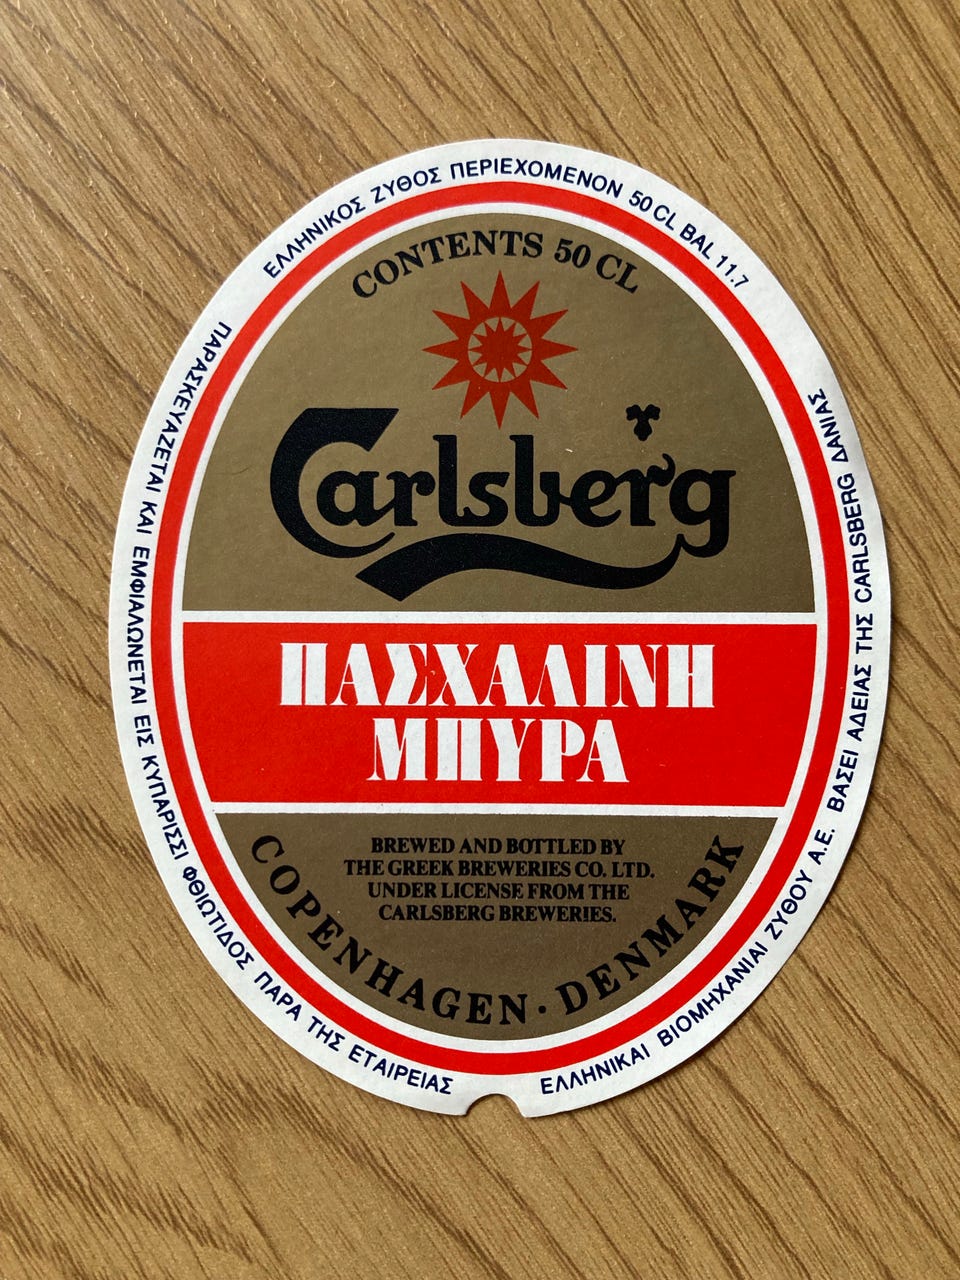 ΕΛΛΗΝΙΚΟΣ ΖΥΘΟΣ ΠΕΡΙΕΧΟΜΕΝΟΝ 50 CL BAL 11.7
CONTENTS 50 CL
Carlsberg
ΠΑΣΧΑΛΙΝΗ
ΜΠΥΡΑ
BREWED AND BOTTLED BY
THE GREEK BREWERIES CO. LTD.
UNDER LICENSE FROM THE
CARLSBERG BREWERIES.
COPENHAGEN · DENMARK
ΠΑΡΑΣΚΕΥΑΖΕΤΑΙ ΚΑΙ ΕΜΦΙΑΛΩΝΕΤΑΙ ΕΙΣ ΚΥΠΑΡΙΣΣΙ ΦΘΙΩΤΙΔΟΣ ΠΑΡΑ ΤΗΣ ΕΤΑΙΡΕΙΑΣ
ΕΛΛΗΝΙΚΑΙ ΒΙΟΜΗΧΑΝΙΑΙ ΖΥΘΟΥ Α.Ε. ΒΑΣΕΙ ΑΔΕΙΑΣ ΤΗΣ CARLSBERG ΔΑΝΙΑΣ